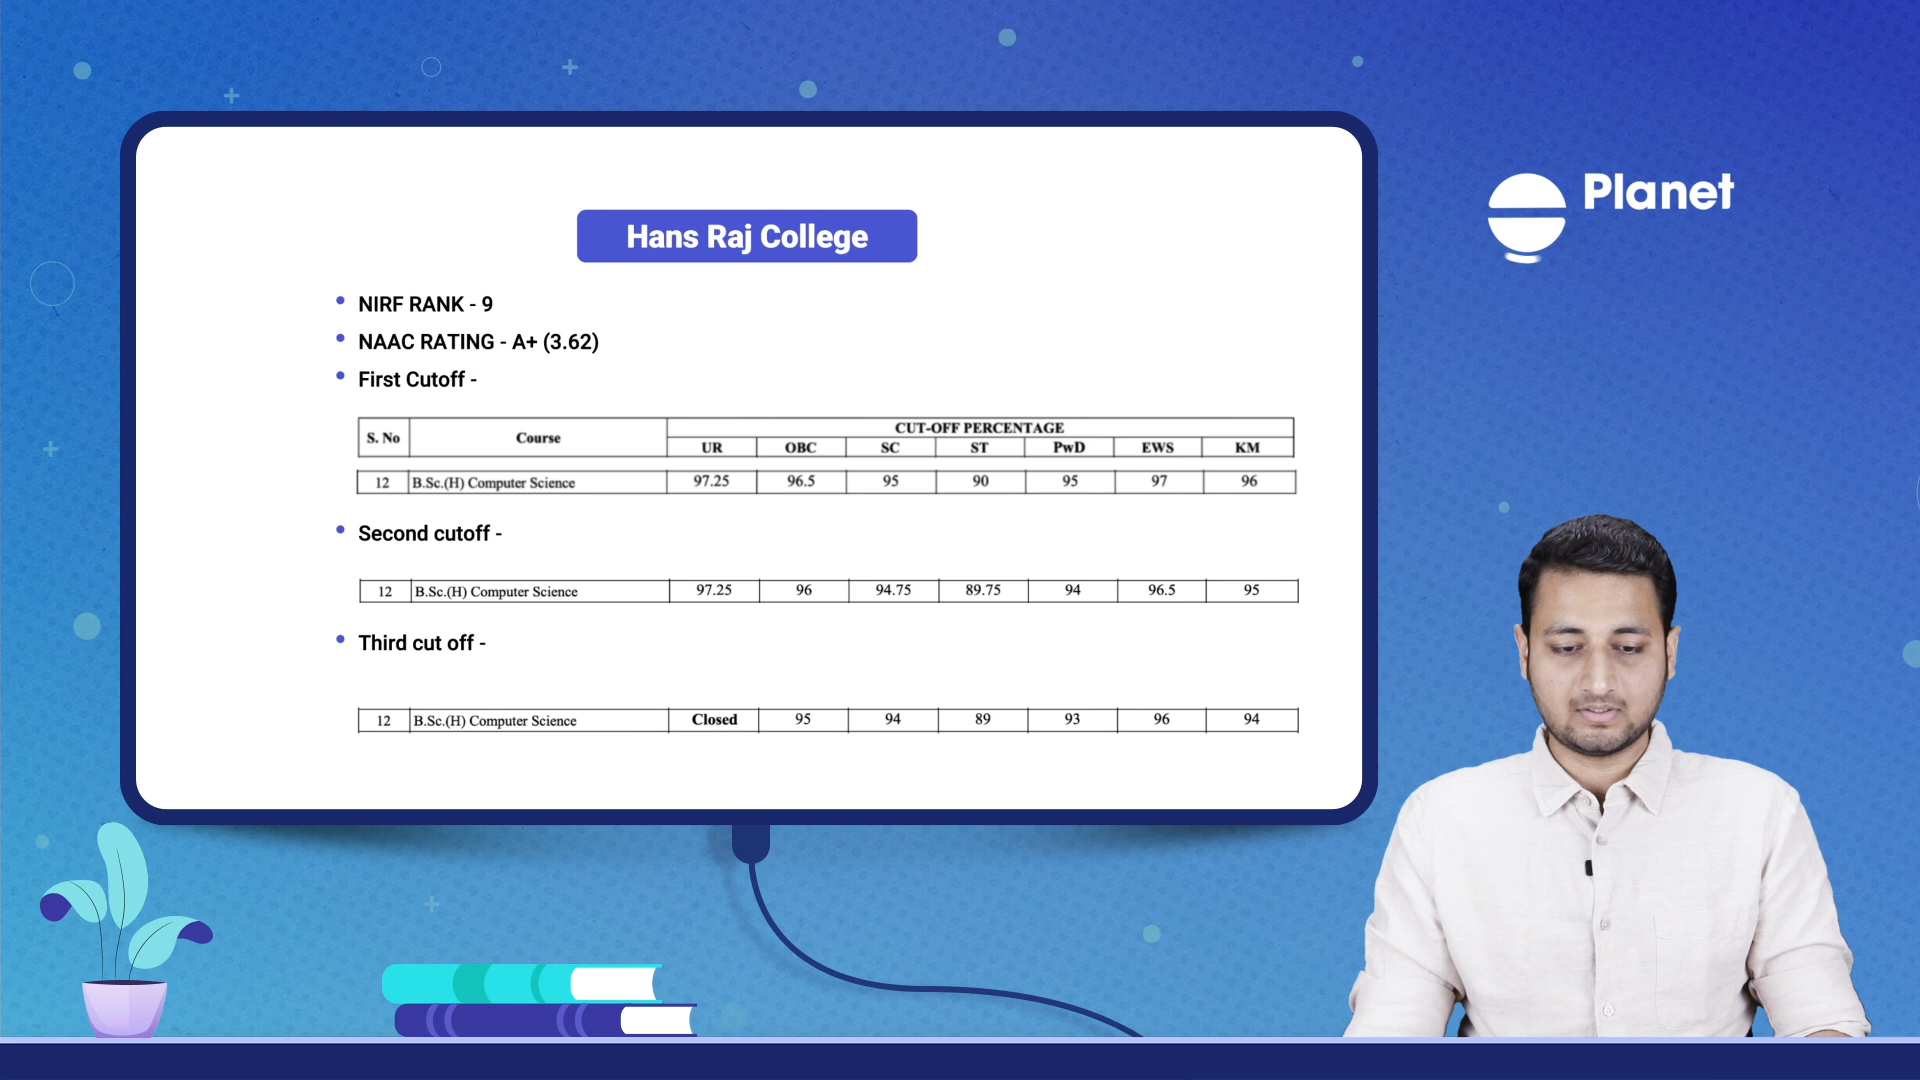 Planet
Hans Raj College
NIRF RANK - 9
NAAC RATING - A+ (3.62)
First Cutoff -
S. No Course CUT-OFF PERCENTAGE
UR OBC SC ST PwD EWS KM
12 B.Sc.(H) Computer Science 97.25 96.5 95 90 95 97 96
Second cutoff -
12 B.Sc.(H) Computer Science 97.25 96 94.75 89.75 94 96.5 95
Third cut off -
12 B.Sc.(H) Computer Science Closed 95 94 89 93 96 94